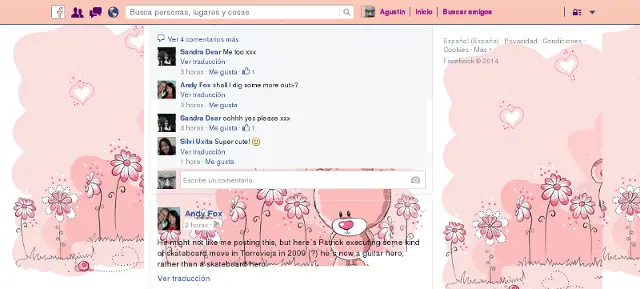 Busca personas, lugares y cosas
Agustín
Inicio
Buscar amigos
Ver 4 comentarios más
Sandra Dear Me too xxx
Ver traducción
3 horas · Me gusta · 1
Andy Fox shall I dig some more out>?
Ver traducción
3 horas · Me gusta
Sandra Dear oohhh yes please xxx
3 horas · Me gusta · 1
Silvi Uxita Super cute!
Ver traducción
1 hora · Me gusta
Escribe un comentario...
Andy Fox
2 horas ·
He might not like me posting this, but here's Patrick executing some kind
of skateboard move in Torrevieja in 2009 (?) he's now a guitar hero,
rather than a skateboard hero.
Ver traducción
Español (España) · Privacidad · Condiciones ·
Cookies · Más
Facebook © 2014